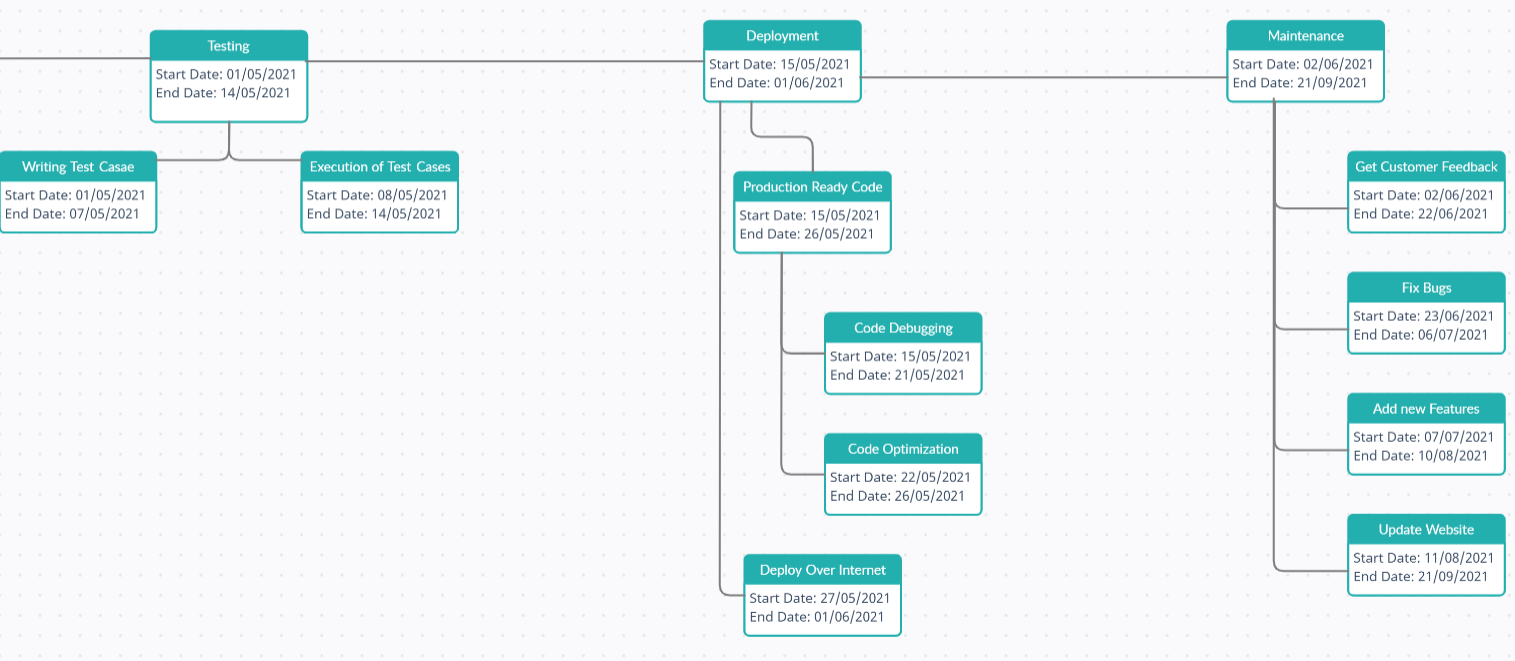 Testing
Start Date: 01/05/2021
End Date: 14/05/2021
Writing Test Casae
Start Date: 01/05/2021
End Date: 07/05/2021
Execution of Test Cases
Start Date: 08/05/2021
End Date: 14/05/2021
Deployment
Start Date: 15/05/2021
End Date: 01/06/2021
Production Ready Code
Start Date: 15/05/2021
End Date: 26/05/2021
Code Debugging
Start Date: 15/05/2021
End Date: 21/05/2021
Code Optimization
Start Date: 22/05/2021
End Date: 26/05/2021
Deploy Over Internet
Start Date: 27/05/2021
End Date: 01/06/2021
Maintenance
Start Date: 02/06/2021
End Date: 21/09/2021
Get Customer Feedback
Start Date: 02/06/2021
End Date: 22/06/2021
Fix Bugs
Start Date: 23/06/2021
End Date: 06/07/2021
Add new Features
Start Date: 07/07/2021
End Date: 10/08/2021
Update Website
Start Date: 11/08/2021
End Date: 21/09/2021